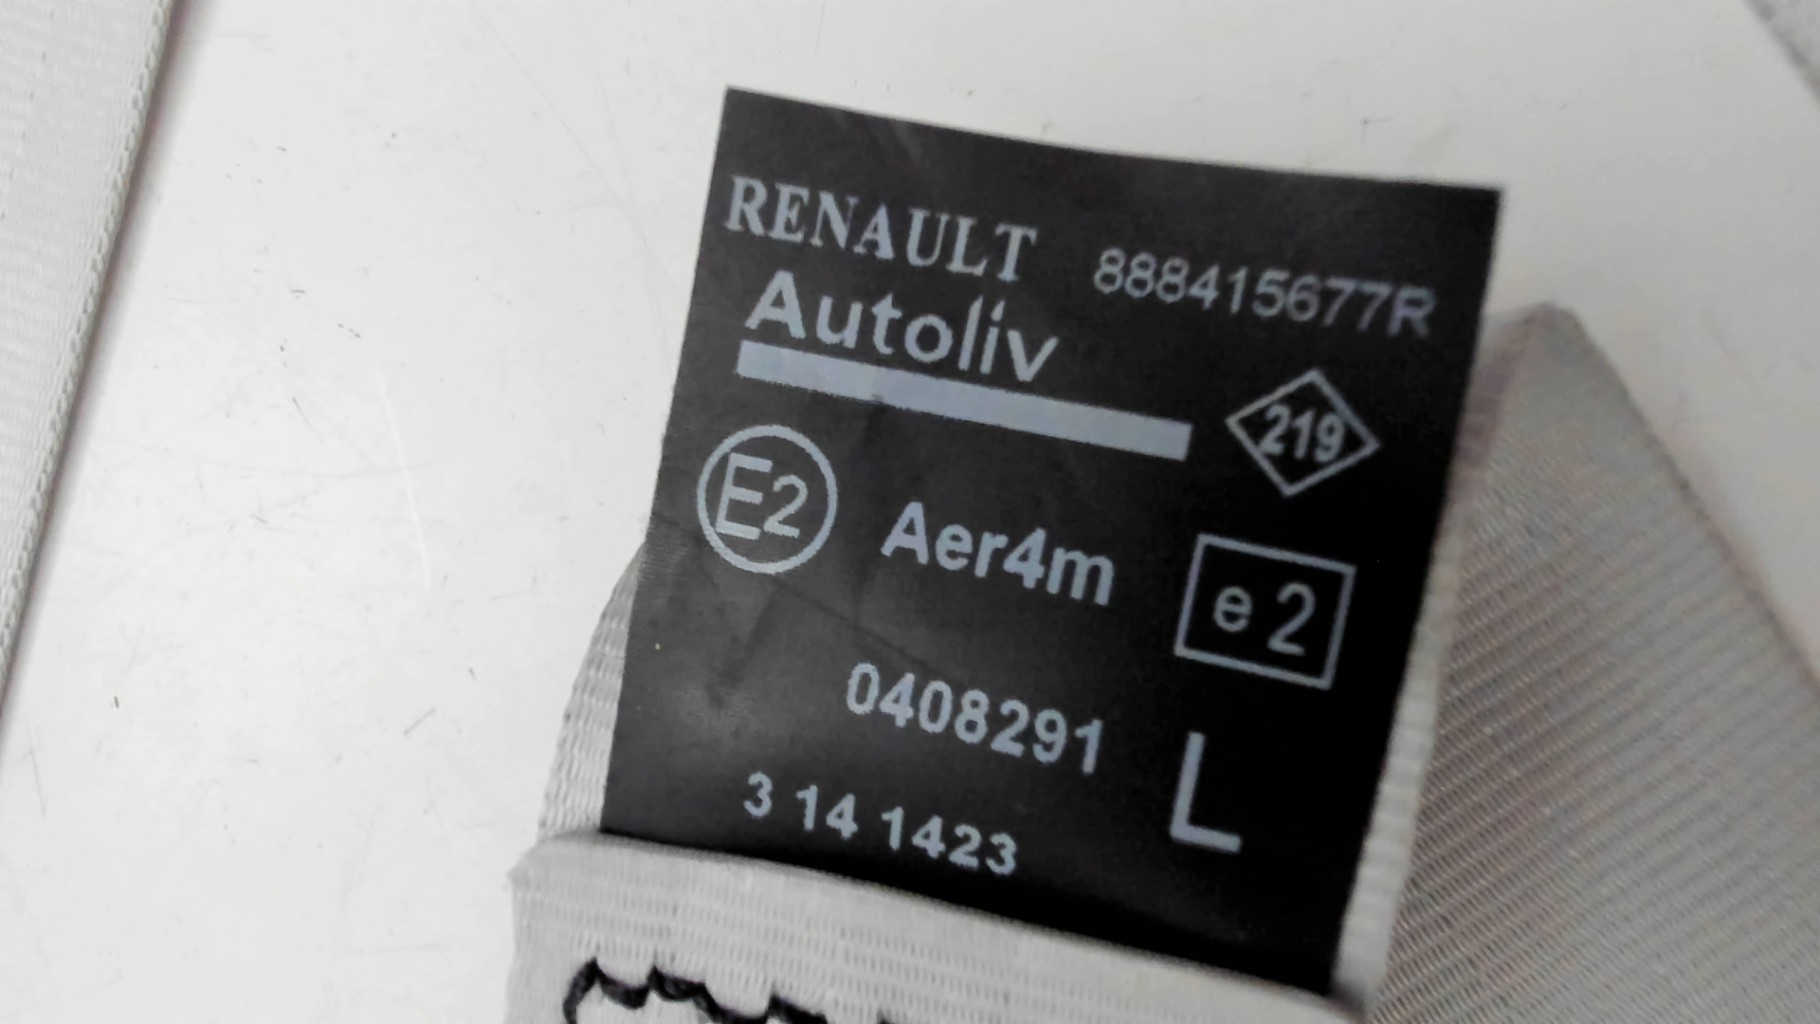 RENAULT 888415677R
Autoliv
219
E2 Aer4m e 2
0408291
3 14 1423 L